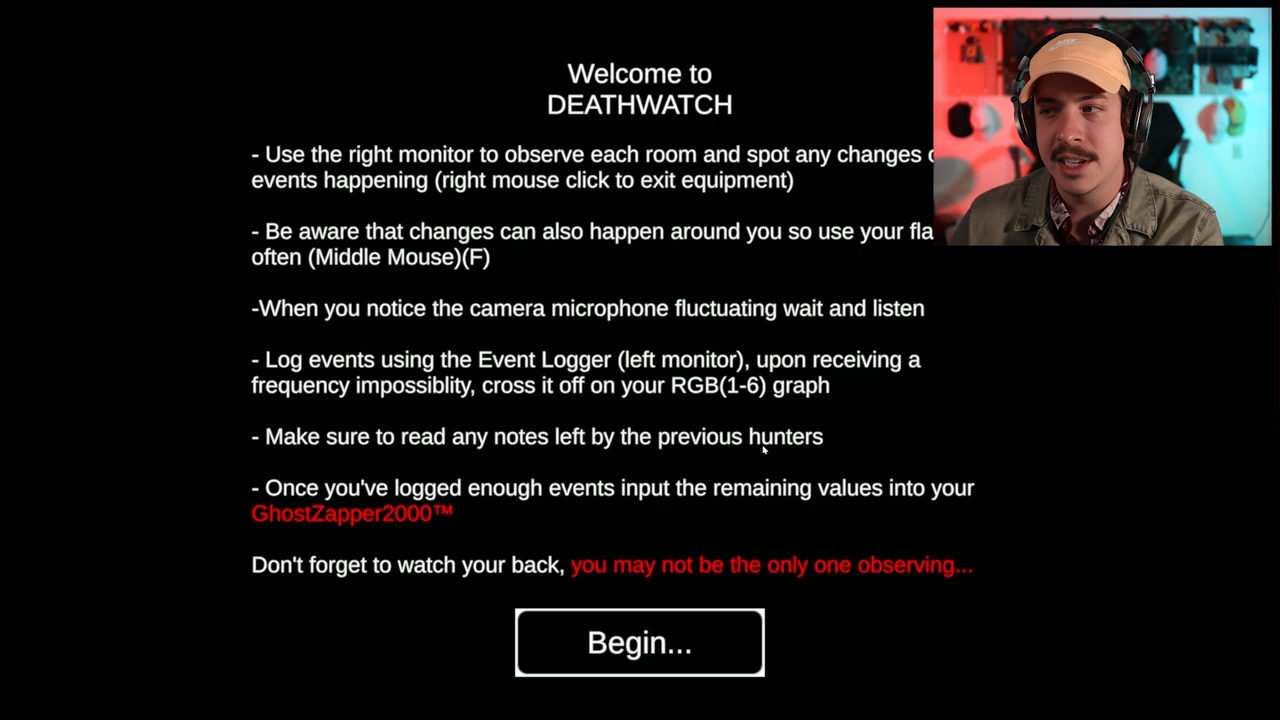 Welcome to
DEATHWATCH
- Use the right monitor to observe each room and spot any changes
events happening (right mouse click to exit equipment)
- Be aware that changes can also happen around you so use your
often (Middle Mouse)(F)
-When you notice the camera microphone fluctuating wait and listen
- Log events using the Event Logger (left monitor), upon receiving a
frequency impossiblity, cross it off on your RGB(1-6) graph
- Make sure to read any notes left by the previous hunters
- Once you've logged enough events input the remaining values into your
GhostZapper2000™
Don't forget to watch your back, you may not be the only one observing...
Begin...